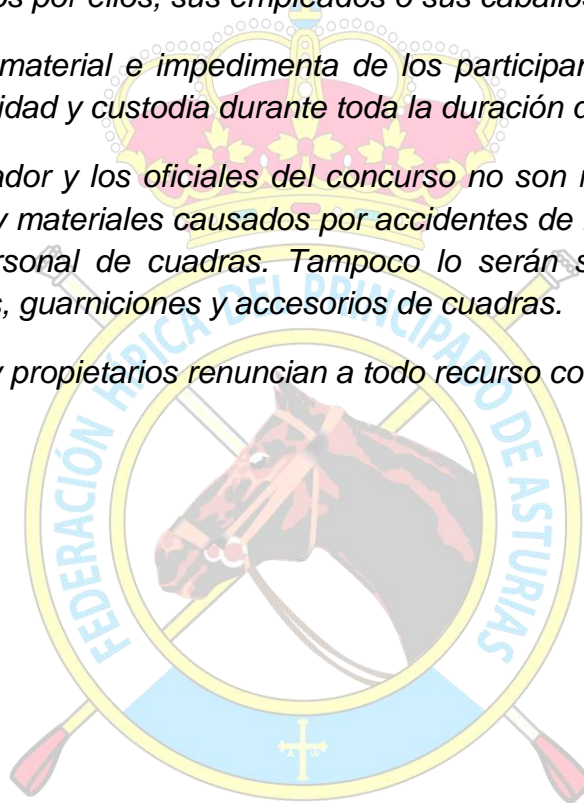 os por ellos, sus empleados o sus caballos
material e impedimenta de los participan
idad y custodia durante toda la duración
ador y los oficiales del concurso no son
y materiales causados por accidentes de
rsonal de cuadras. Tampoco lo serán s
s, guarniciones y accesorios de cuadras.
y propietarios renuncian a todo recurso co
FEDERACIÓN HÍPICA DEL PRINCIPADO DE ASTURIAS